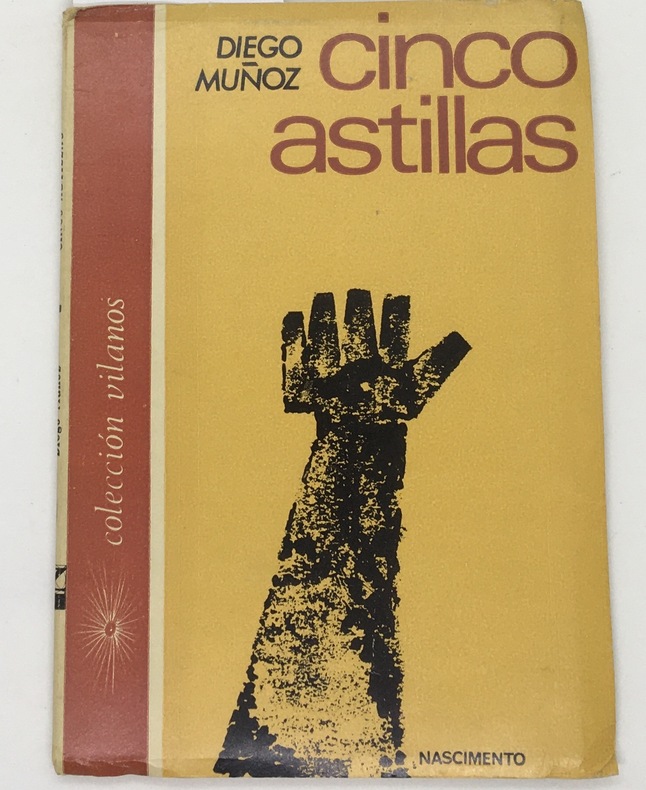 DIEGO
MUÑOZ
cinco
astillas
colección vilanos
NASCIMENTO